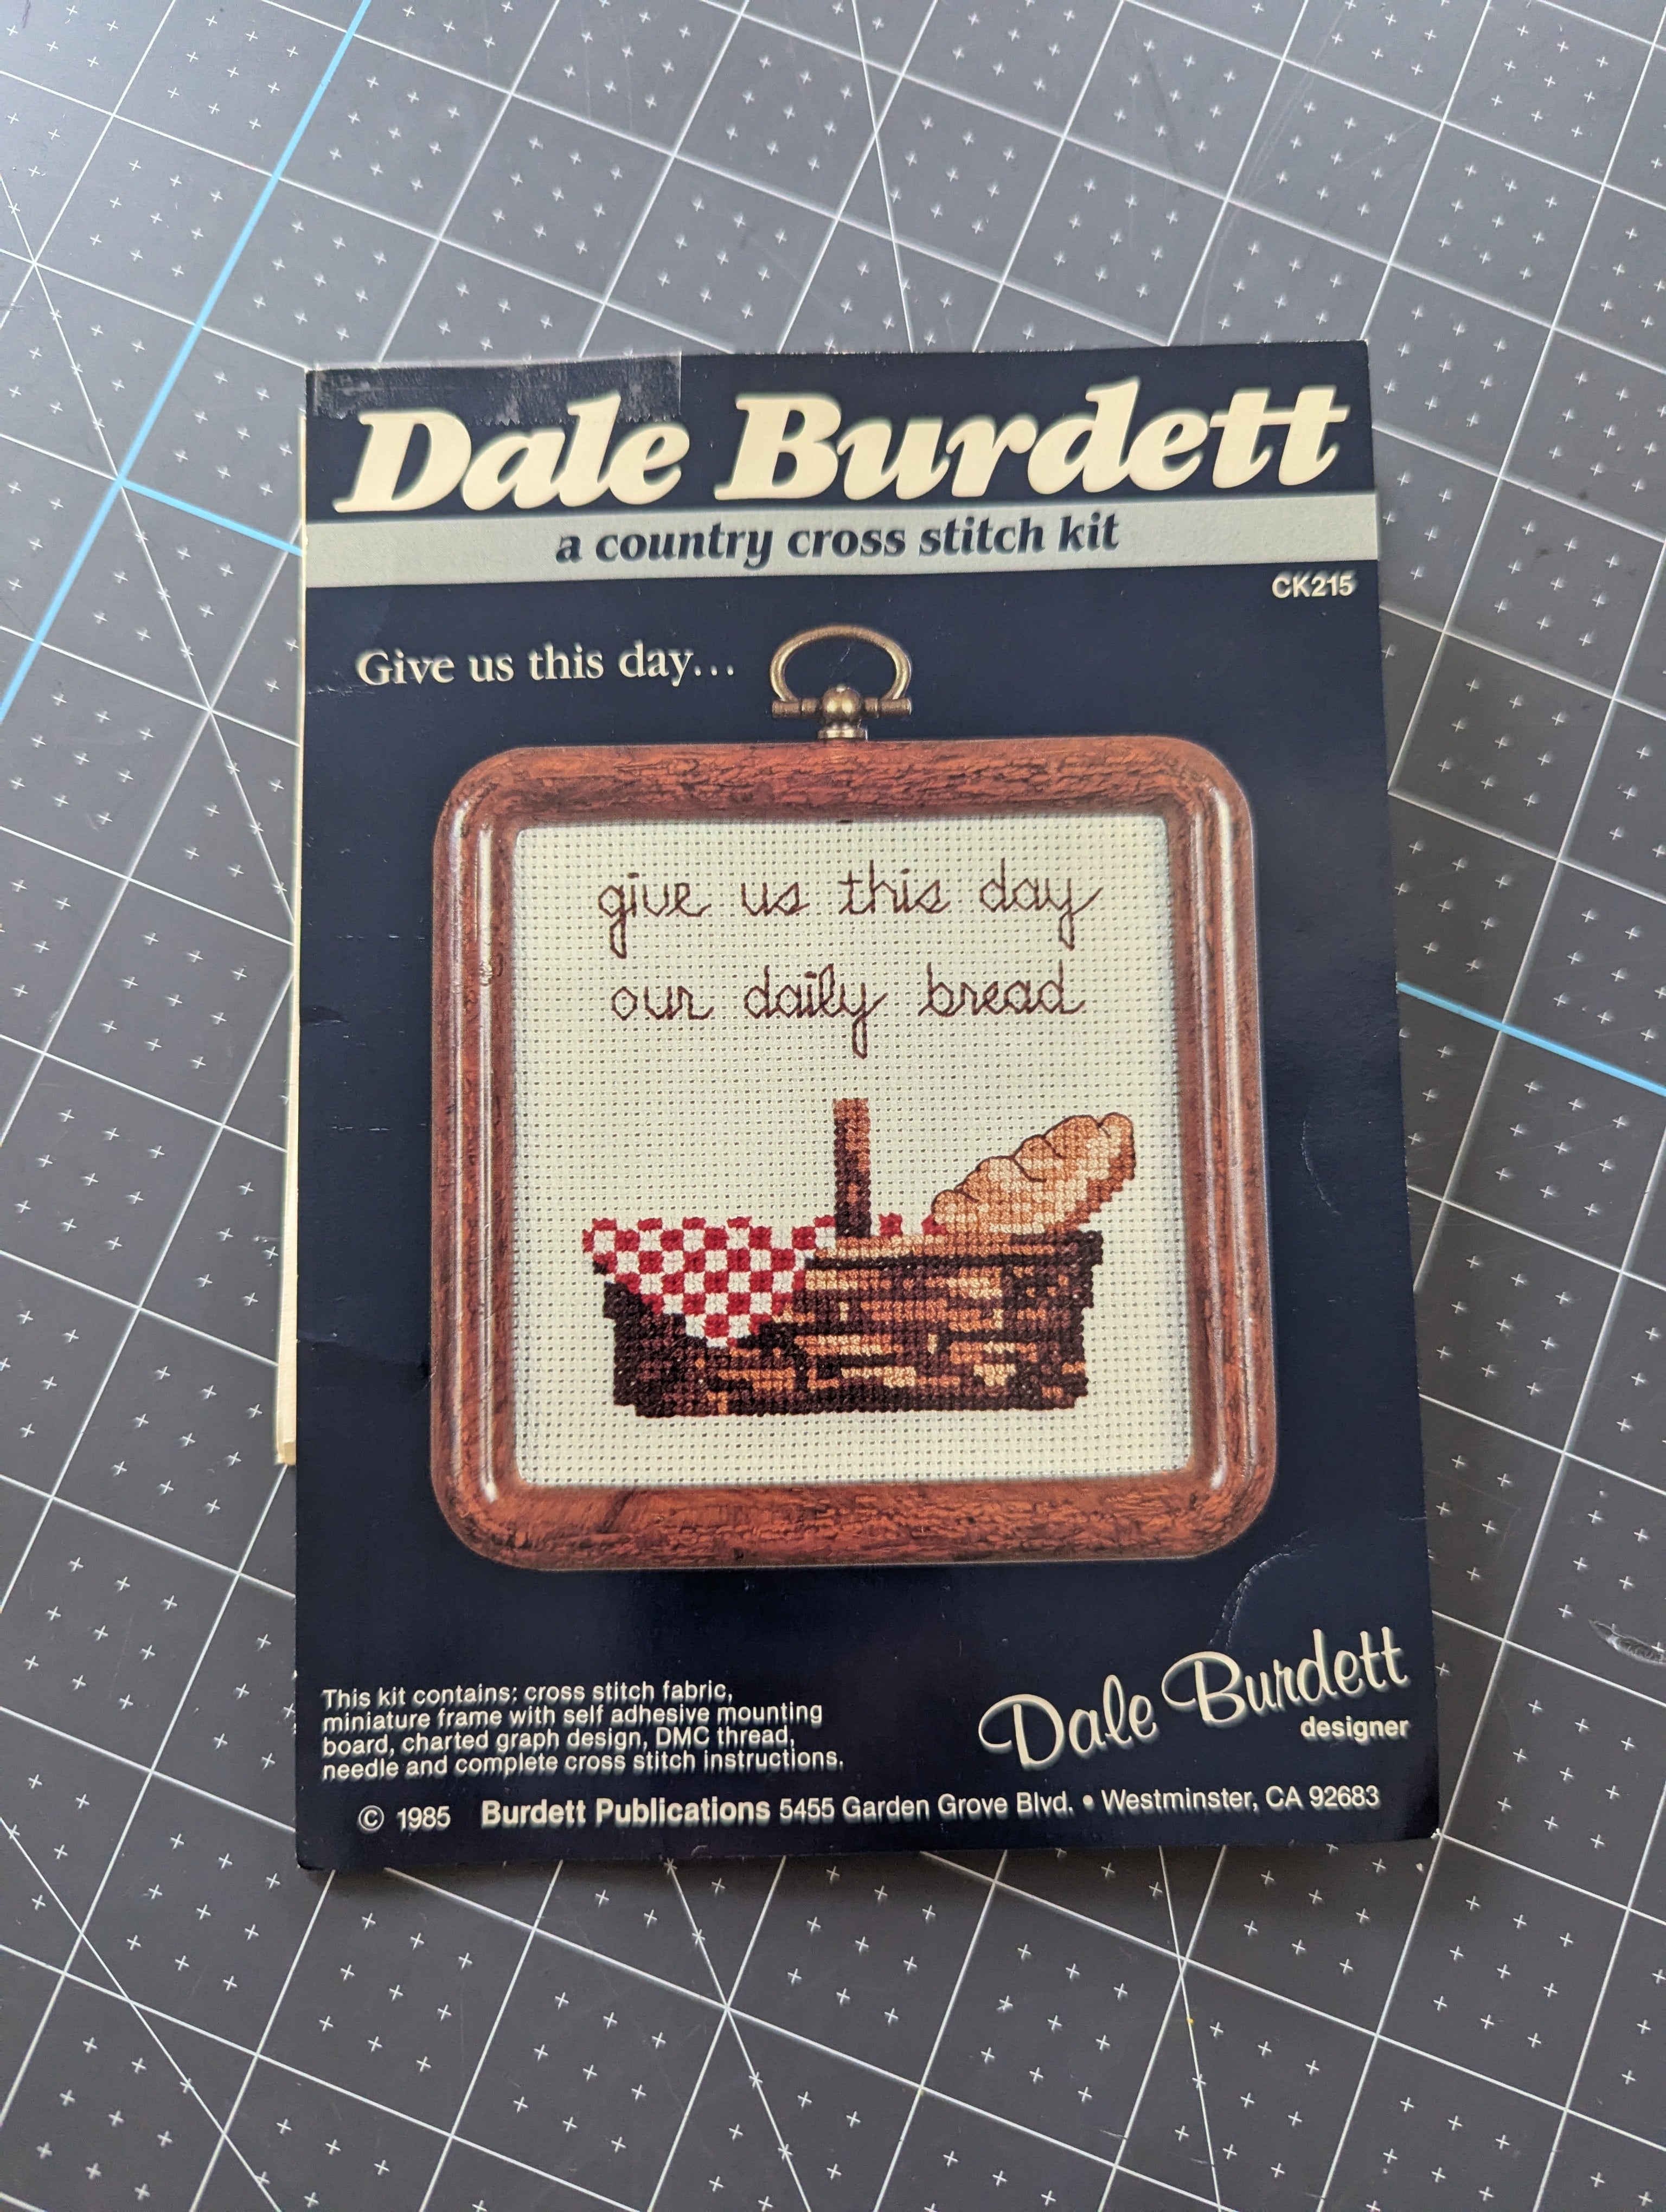 Dale Burdett
a country cross stitch kit
CK215
Give us this day...
give us this day
our daily bread
This kit contains: cross stitch fabric,
miniature frame with self adhesive mounting
board, charted graph design, DMC thread,
needle and complete cross stitch instructions.
Dale Burdett
designer
© 1985 Burdett Publications 5455 Garden Grove Blvd. • Westminster, CA 92683